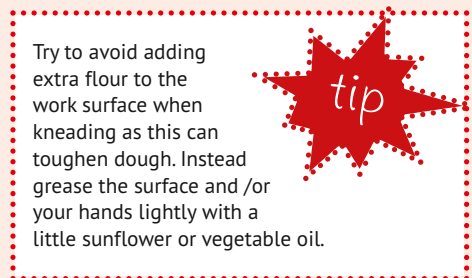 Try to avoid adding
extra flour to the
work surface when
kneading as this can
toughen dough. Instead
grease the surface and /or
your hands lightly with a
little sunflower or vegetable oil.
tip